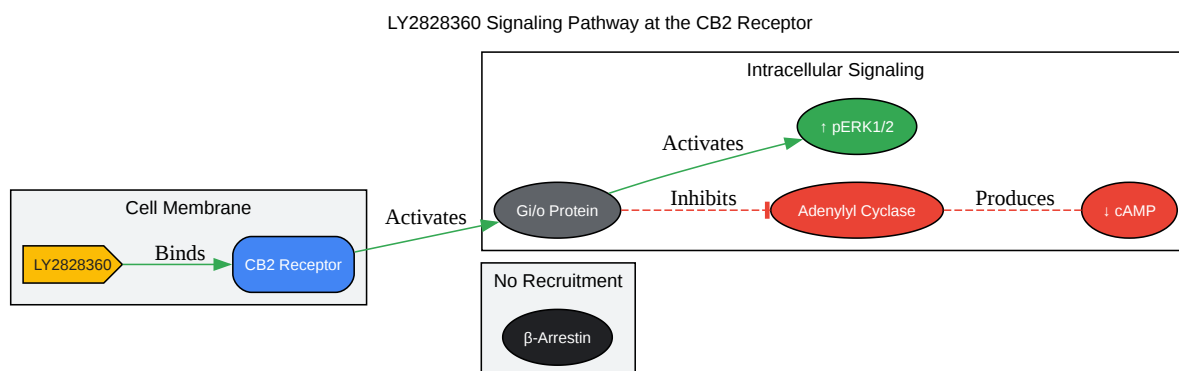 LY2828360 Signaling Pathway at the CB2 Receptor
Intracellular Signaling
↑ pERK1/2
Activates
Cell Membrane
LY2828360
Binds
CB2 Receptor
Activates
Gi/o Protein
Inhibits
Adenylyl Cyclase
Produces
↓ cAMP
No Recruitment
β-Arrestin